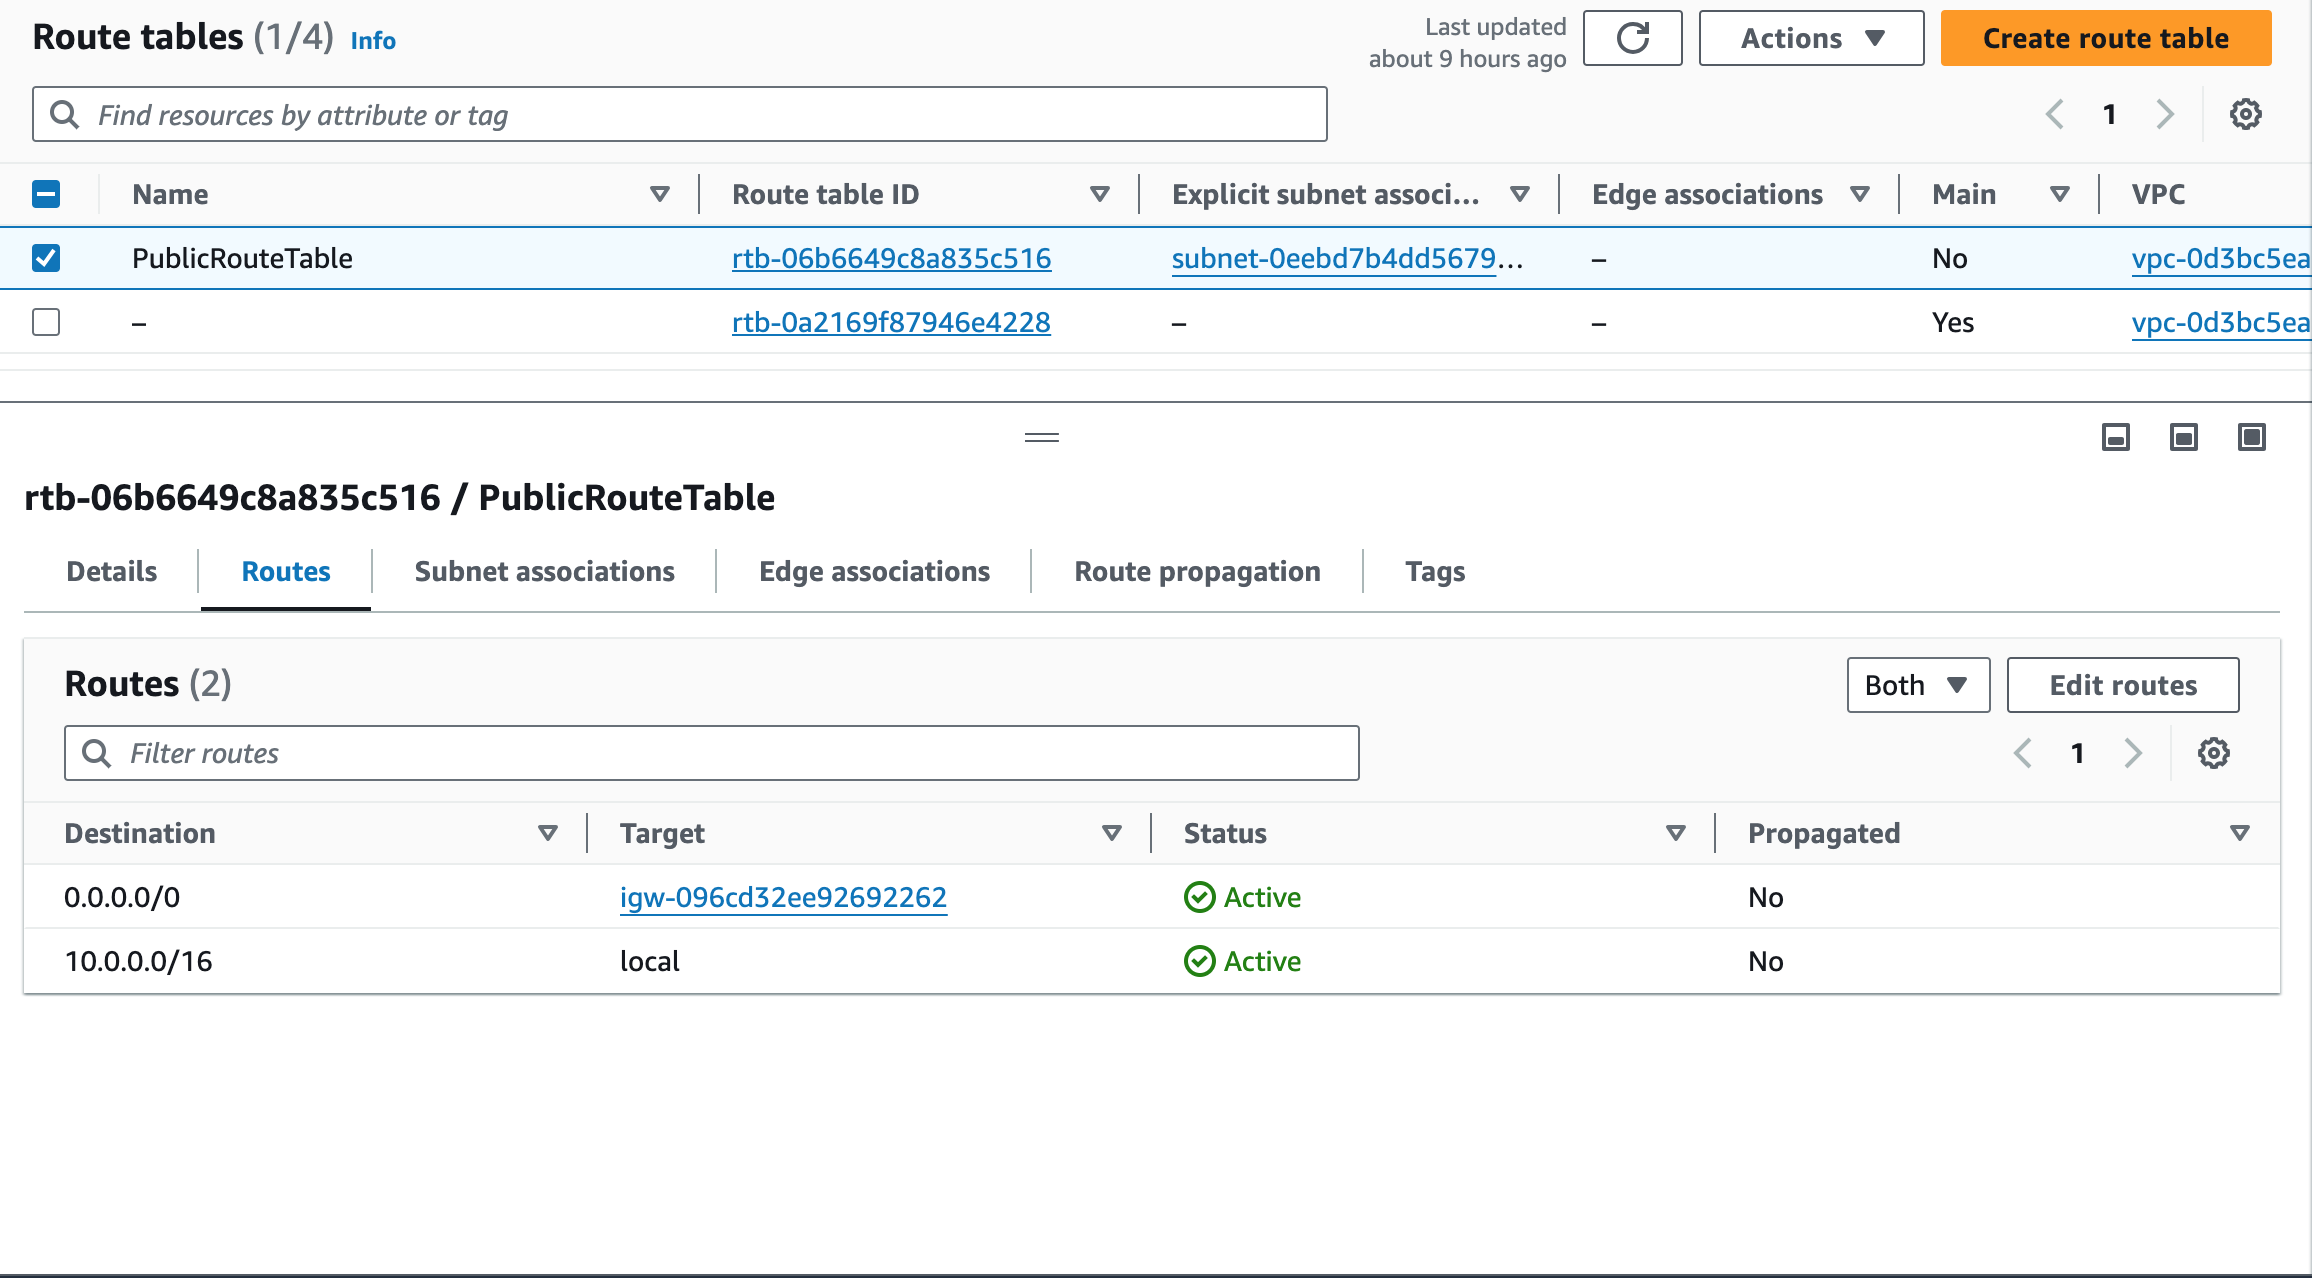 Route tables (1/4) Info
Last updated
about 9 hours ago
Actions
Create route table
Find resources by attribute or tag
1
Name Route table ID Explicit subnet associ... Edge associations Main VPC
PublicRouteTable rtb-06b6649c8a835c516 subnet-0eebd7b4dd5679... – No vpc-0d3bc5ea
– rtb-0a2169f87946e4228 – – Yes vpc-0d3bc5ea
rtb-06b6649c8a835c516 / PublicRouteTable
Details Routes Subnet associations Edge associations Route propagation Tags
Routes (2)
Both
Edit routes
Filter routes
1
Destination Target Status Propagated
0.0.0.0/0 igw-096cd32ee92692262 Active No
10.0.0.0/16 local Active No